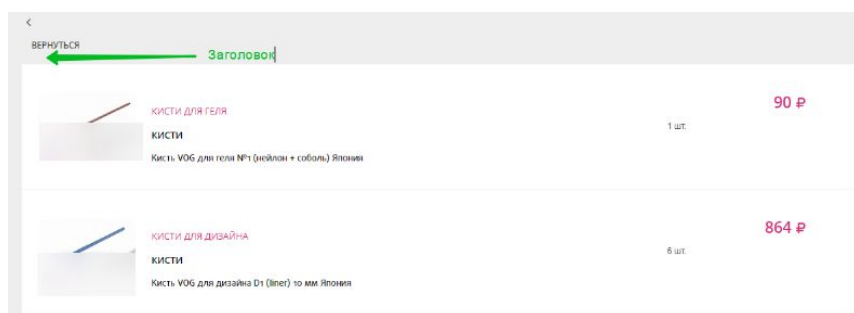 <
ВЕРНУТЬСЯ
Заголовок
КИСТИ ДЛЯ ГЕЛЯ
90 ₽
1 шт.
КИСТИ
Кисть VOG для геля №1 (нейлон + соболь) Япония
КИСТИ ДЛЯ ДИЗАЙНА
864 ₽
6 шт.
КИСТИ
Кисть VOG для дизайна D1 (liner) 10 мм Япония